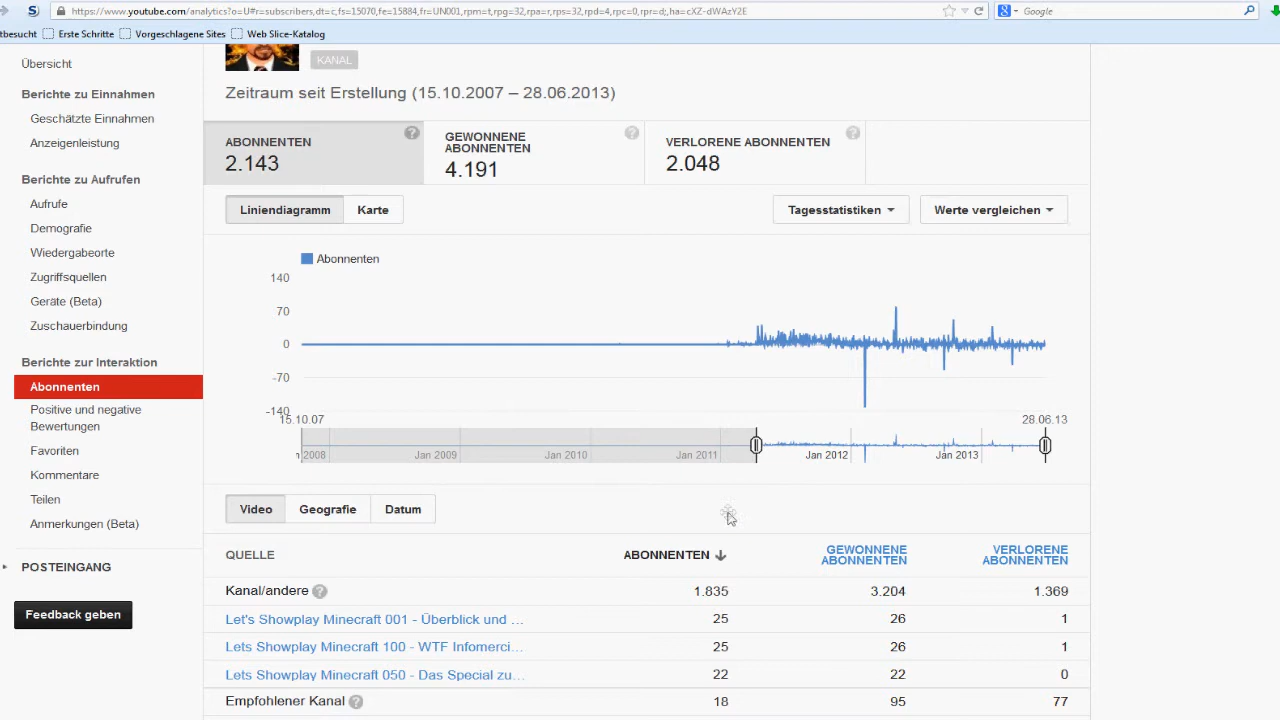 https://www.youtube.com/analytics?o=U#r=subscribers,dt=c,fs=15070,fe=15884,fr=UN001,rpm=t,rpg=32,rpa=r,rps=32,rpd=4,rpc=0,rpr=d;,ha=cXZ-dWAzY2E
Google
tbesucht Erste Schritte Vorgeschlagene Sites Web Slice-Katalog
Übersicht
Berichte zu Einnahmen
Geschätzte Einnahmen
Anzeigenleistung
Berichte zu Aufrufen
Aufrufe
Demografie
Wiedergabeorte
Zugriffsquellen
Geräte (Beta)
Zuschauerbindung
Berichte zur Interaktion
Abonnenten
Positive und negative
Bewertungen
Favoriten
Kommentare
Teilen
Anmerkungen (Beta)
POSTEINGANG
Feedback geben
KANAL
Zeitraum seit Erstellung (15.10.2007 – 28.06.2013)
ABONNENTEN ?
2.143
GEWONNENE ?
ABONNENTEN
4.191
VERLORENE ABONNENTEN ?
2.048
Liniendiagramm Karte
Tagesstatistiken Werte vergleichen
Abonnenten
140
70
0
-70
-140
15.10.07 28.06.13
2008 Jan 2009 Jan 2010 Jan 2011 Jan 2012 Jan 2013
Video Geografie Datum
QUELLE ABONNENTEN GEWONNENE ABONNENTEN VERLORENE ABONNENTEN
Kanal/andere ? 1.835 3.204 1.369
Let's Showplay Minecraft 001 - Überblick und ... 25 26 1
Lets Showplay Minecraft 100 - WTF Infomerci... 25 26 1
Lets Showplay Minecraft 050 - Das Special zu... 22 22 0
Empfohlener Kanal ? 18 95 77